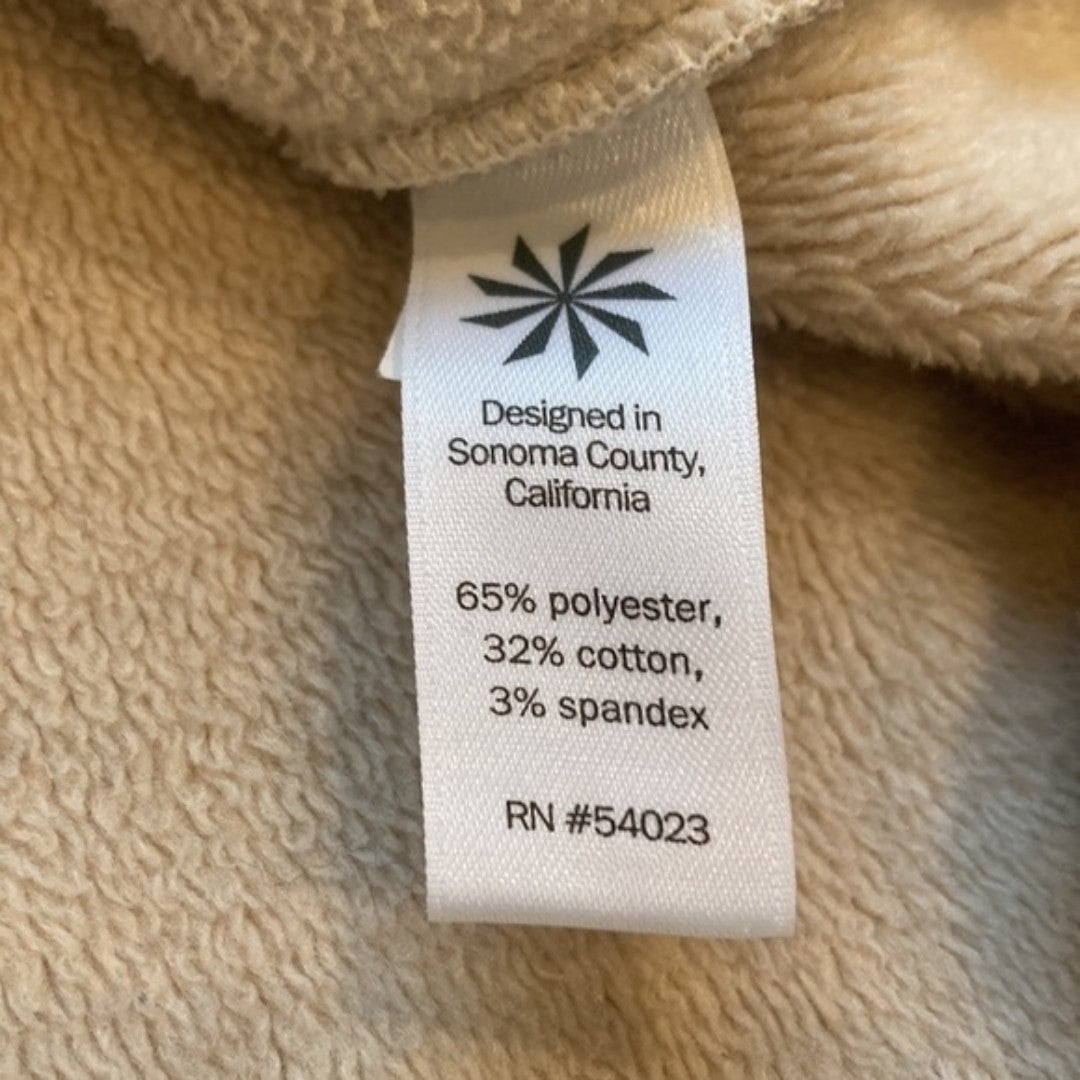 Designed in
Sonoma County,
California
65% polyester,
32% cotton,
3% spandex
RN #54023